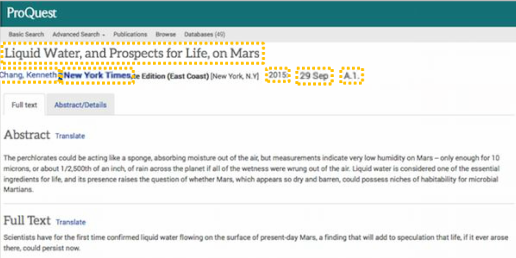 ProQuest
Basic Search Advanced Search Publications Browse Databases (49)
Liquid Water, and Prospects for Life, on Mars
Chang, Kenneth. New York Times, ce Edition (East Coast) [New York, N.Y] 2015: 29 Sep A.1.
Full text Abstract/Details
Abstract Translate
The perchlorates could be acting like a sponge, absorbing moisture out of the air, but measurements indicate very low humidity on Mars -- only enough for 10
microns, or about 1/2,500th of an inch, of rain across the planet if all of the wetness were wrung out of the air. Liquid water is considered one of the essential
ingredients for life, and its presence raises the question of whether Mars, which appears so dry and barren, could possess niches of habitability for microbial
Martians.
Full Text Translate
Scientists have for the first time confirmed liquid water flowing on the surface of present-day Mars, a finding that will add to speculation that life, if it ever arose
there, could persist now.